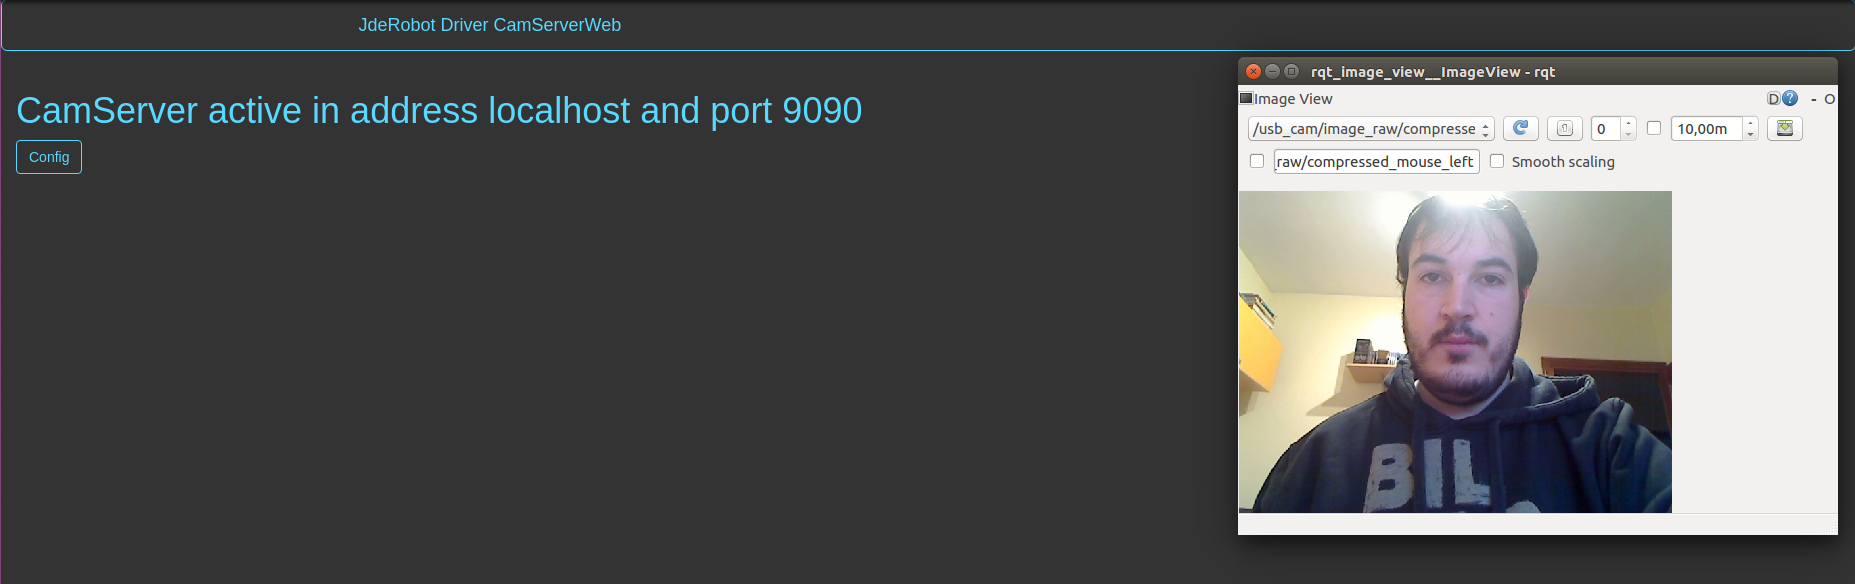 JdeRobot Driver CamServerWeb
CamServer active in address localhost and port 9090
Config
rqt_image_view__ImageView - rqt
Image View
D ? - O
/usb_cam/image_raw/compresse
0
10,00m
raw/compressed_mouse_left
Smooth scaling
BIL